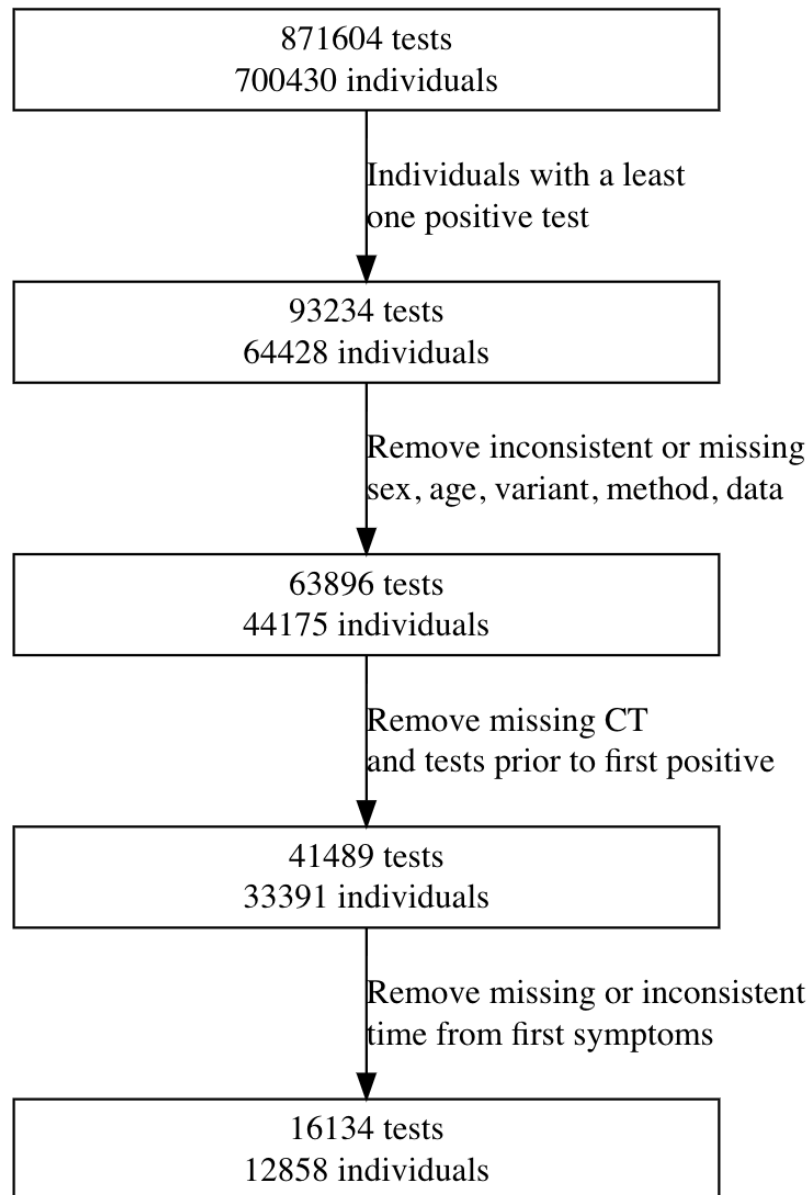 871604 tests
700430 individuals
Individuals with a least
one positive test
93234 tests
64428 individuals
Remove inconsistent or missing
sex, age, variant, method, data
63896 tests
44175 individuals
Remove missing CT
and tests prior to first positive
41489 tests
33391 individuals
Remove missing or inconsistent
time from first symptoms
16134 tests
12858 individuals